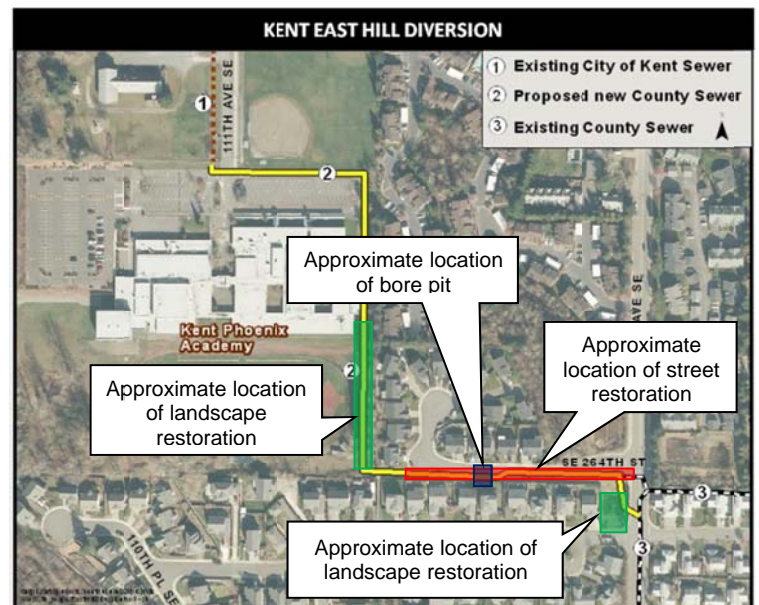 KENT EAST HILL DIVERSION
1 Existing City of Kent Sewer
2 Proposed new County Sewer
3 Existing County Sewer
111TH AVE SE
1
2
Approximate location
of bore pit
AVE SE
Kent Phoenix
Academy
Approximate
location of street
restoration
2
Approximate location
of landscape
restoration
SE 264TH ST
3
110TH PL SE
Approximate location of
landscape restoration
3